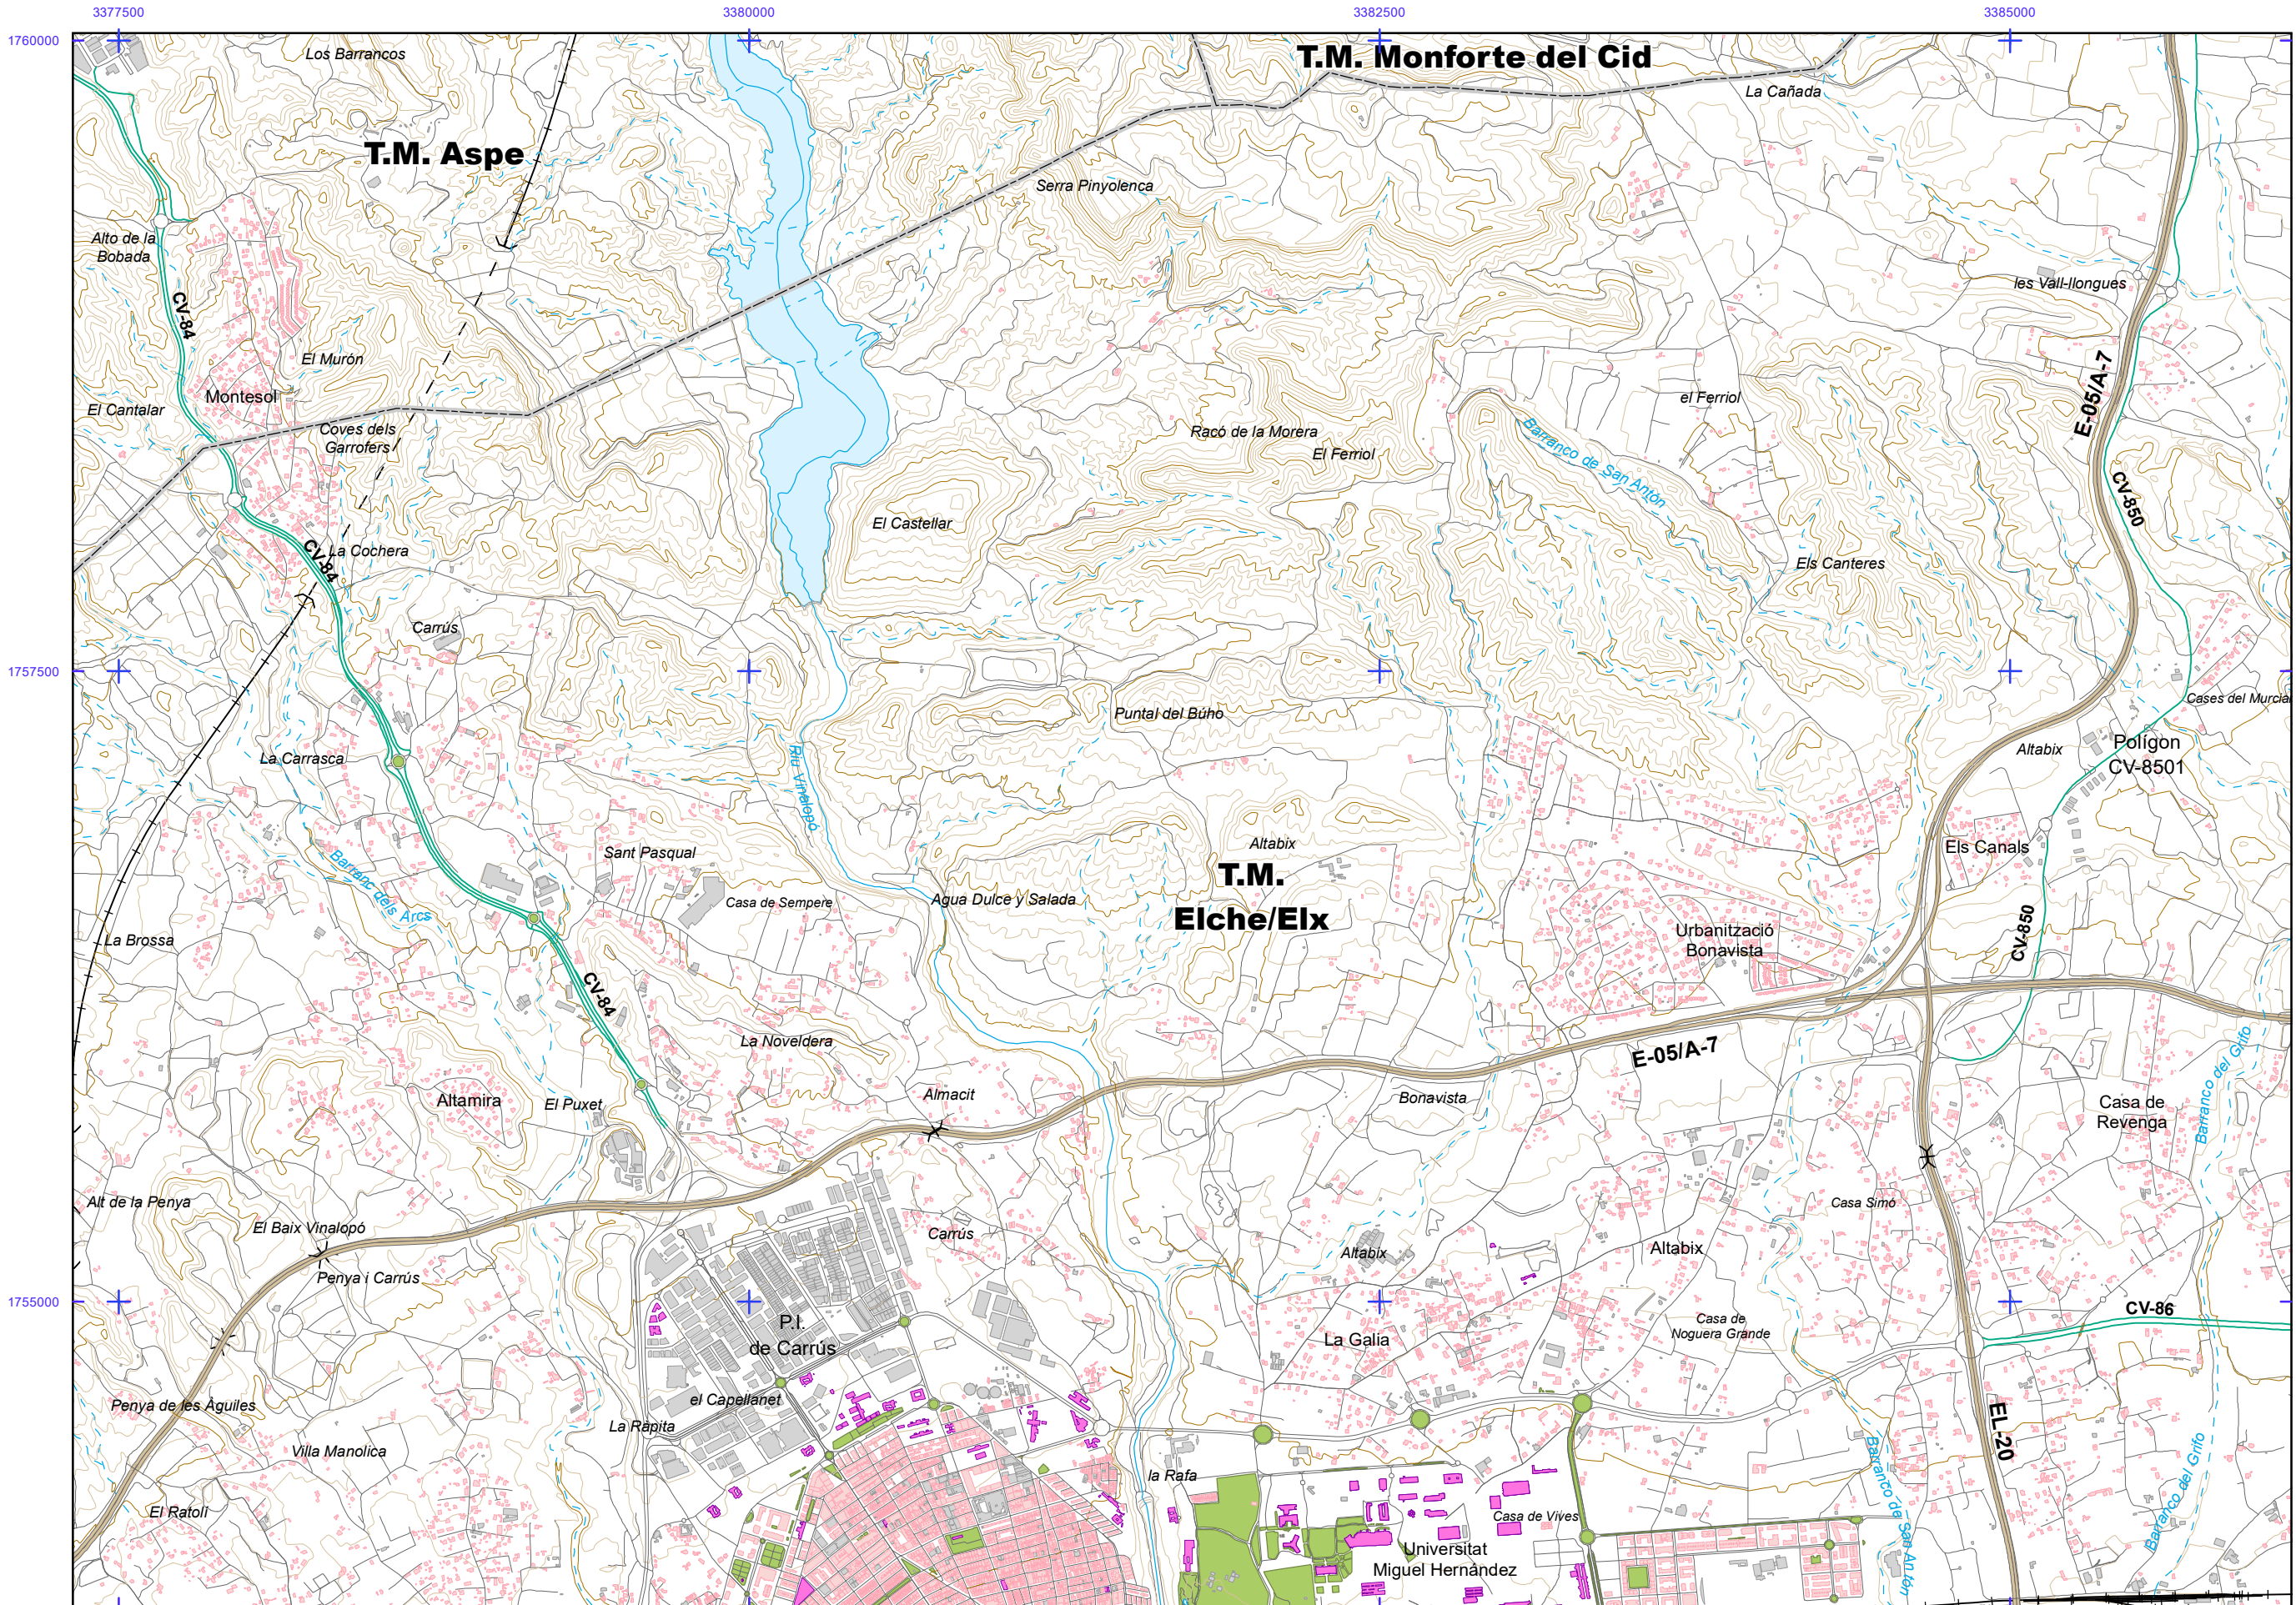 3377500
3380000
3382500
3385000
1760000
Los Barrancos
T.M. Monforte del Cid
La Cañada
T.M. Aspe
Serra Pinyolenca
Alto de la
Bobada
CV-84
les Vall-llongues
El Murón
Montesol
El Cantalar
Coves dels
Garrofers
E-05/A-7
el Ferriol
Racó de la Morera
El Ferriol
Barranco de San Antón
CV-850
El Castellar
CV-84
La Cochera
Els Canteres
Carrús
1757500
Cases del Murcia
Puntal del Búho
La Carrasca
Riu Vinalopó
Altabix
Polígon
CV-8501
Barranc dels Arcs
Sant Pasqual
Altabix
Els Canals
T.M.
Elche/Elx
Casa de Sempere
Agua Dulce y Salada
La Brossa
Urbanització
Bonavista
CV-850
CV-84
La Noveldera
E-05/A-7
Barranco del Grifo
Altamira
El Puxet
Almacit
Bonavista
Casa de
Revenga
Alt de la Penya
El Baix Vinalopó
Carrús
Casa Simó
Altabix
Altabix
Penya i Carrús
1755000
P.I.
de Carrús
La Galia
Casa de
Noguera Grande
CV-86
Penya de les Àguiles
el Capellanet
La Ràpita
EL-20
Villa Manolica
la Rafa
Barranco de San Antón
Barranco del Grifo
El Ratolí
Casa de Vives
Universitat
Miguel Hernández